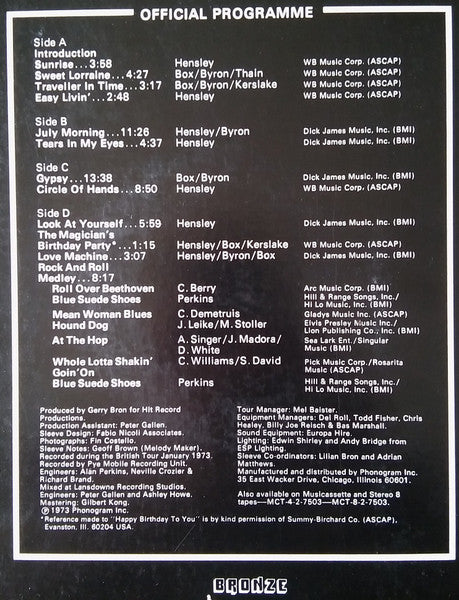 OFFICIAL PROGRAMME
Side A
Introduction
Sunrise...3:58 Hensley WB Music Corp. (ASCAP)
Sweet Lorraine...4:27 Box/Byron/Thain WB Music Corp. (ASCAP)
Traveller In Time...3:17 Box/Byron/Kerslake WB Music Corp. (ASCAP)
Easy Livin'...2:48 Hensley WB Music Corp. (ASCAP)
Side B
July Morning...11:26 Hensley/Byron Dick James Music, Inc. (BMI)
Tears In My Eyes...4:37 Hensley Dick James Music, Inc. (BMI)
Side C
Gypsy...13:38 Box/Byron Dick James Music, Inc. (BMI)
Circle Of Hands...8:50 Hensley WB Music Corp. (ASCAP)
Side D
Look At Yourself...5:59 Hensley Dick James Music, Inc. (BMI)
The Magician's
Birthday Party*...1:15 Hensley/Box/Kerslake WB Music Corp. (ASCAP)
Love Machine...3:07 Hensley/Byron/Box Dick James Music, Inc. (BMI)
Rock And Roll
Medley...8:17
Roll Over Beethoven C. Berry Arc Music Corp. (BMI)
Blue Suede Shoes Perkins Hill & Range Songs, Inc./
Hi Lo Music, Inc. (BMI)
Mean Woman Blues C. Demetruis Gladys Music Inc. (ASCAP)
Hound Dog J. Leike/M. Stoller Elvis Presley Music Inc./
Lion Publishing Co., Inc. (BMI)
At The Hop A. Singer/J. Madora/ Sea Lark Ent./Singular
D. White Music (BMI)
Whole Lotta Shakin' C. Williams/S. David Pick Music Corp./Rosarita
Goin'On Music (ASCAP)
Blue Suede Shoes Perkins Hill & Range Songs, Inc./
Hi Lo Music, Inc. (BMI)
Produced by Gerry Bron for Hit Record
Productions.
Production Assistant: Peter Gallen.
Sleeve Design: Fabio Nicoli Associates.
Photographs: Fin Costello.
Sleeve Notes: Geoff Brown (Melody Maker).
Recorded during the British Tour January 1973.
Recorded by Pye Mobile Recording Unit.
Engineers: Alan Perkins, Neville Crozier &
Richard Brand.
Mixed at Lansdowne Recording Studios.
Engineers: Peter Gallen and Ashley Howe.
Mastering: Gilbert Kong.
Ⓟ 1973 Phonogram Inc.
Tour Manager: Mel Baister.
Equipment Managers: Del Roll, Todd Fisher, Chris
Healey, Billy Joe Reisch & Bas Marshall.
Sound Equipment: Europa Hire.
Lighting: Edwin Shirley and Andy Bridge from
ESP Lighting.
Sleeve Co-ordinators: Lilian Bron and Adrian
Matthews.
Manufactured and distributed by Phonogram Inc.
35 East Wacker Drive, Chicago, Illinois 60601.
Also available on Musicassette and Stereo 8
tapes—MCT-4-2-7503—MCT-8-2-7503.
*Reference made to "Happy Birthday To You" is by kind permission of Summy-Birchard Co. (ASCAP),
Evanston, Ill. 60204 USA.
BRONZE